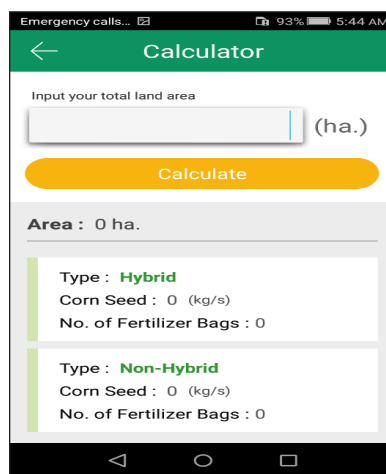 Emergency calls... 93% 5:44 AM
Calculator
Input your total land area
(ha.)
Calculate
Area : 0 ha.
Type : Hybrid
Corn Seed : 0 (kg/s)
No. of Fertilizer Bags : 0
Type : Non-Hybrid
Corn Seed : 0 (kg/s)
No. of Fertilizer Bags : 0